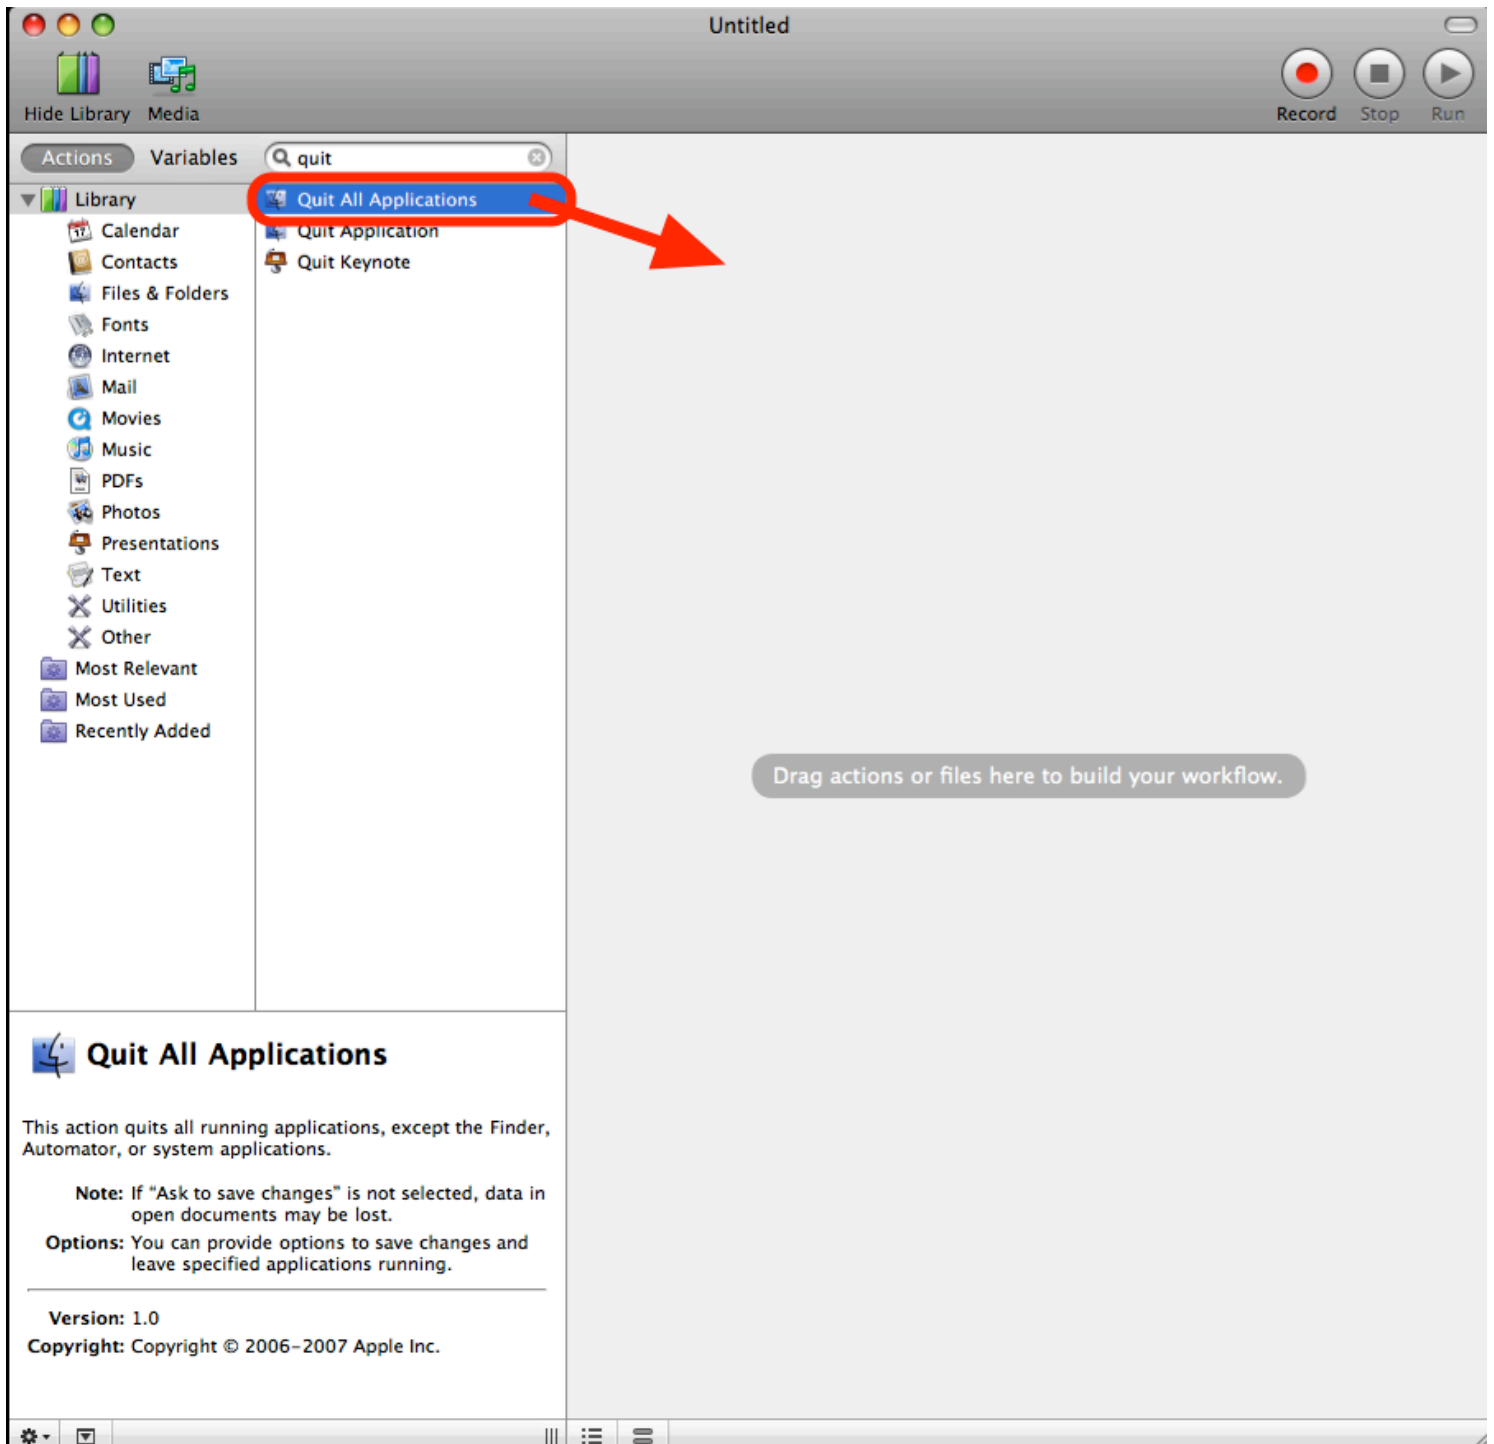 Untitled
Hide Library Media
Record Stop Run
Actions Variables quit
Library
Calendar
Contacts
Files & Folders
Fonts
Internet
Mail
Movies
Music
PDFs
Photos
Presentations
Text
Utilities
Other
Most Relevant
Most Used
Recently Added
Quit All Applications
Quit Application
Quit Keynote
Drag actions or files here to build your workflow.
Quit All Applications
This action quits all running applications, except the Finder,
Automator, or system applications.
Note: If “Ask to save changes” is not selected, data in
open documents may be lost.
Options: You can provide options to save changes and
leave specified applications running.
Version: 1.0
Copyright: Copyright © 2006–2007 Apple Inc.